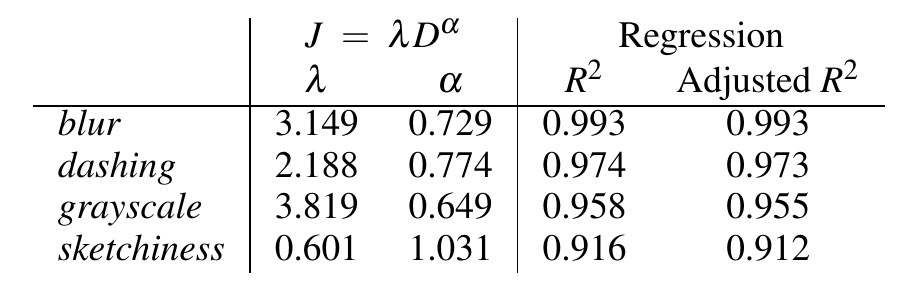 J = λD^α Regression
λ α R² Adjusted R²
blur 3.149 0.729 0.993 0.993
dashing 2.188 0.774 0.974 0.973
grayscale 3.819 0.649 0.958 0.955
sketchiness 0.601 1.031 0.916 0.912